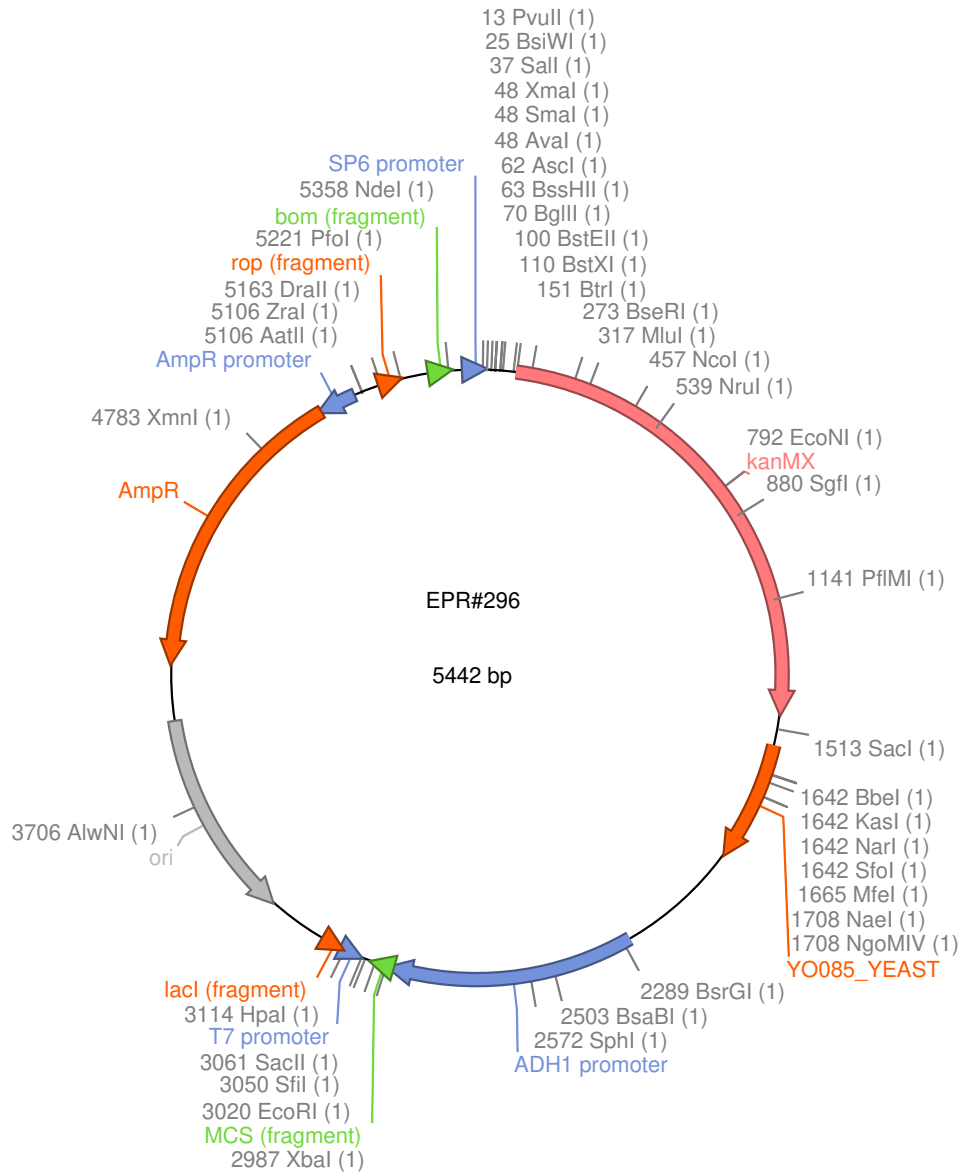 13 PvuII (1)
25 BsiWI (1)
37 SalI (1)
48 XmaI (1)
48 SmaI (1)
48 AvaI (1)
62 AscI (1)
63 BssHII (1)
70 BglII (1)
100 BstEII (1)
110 BstXI (1)
151 BtrI (1)
273 BseRI (1)
317 MluI (1)
457 NcoI (1)
539 NruI (1)
792 EcoNI (1)
kanMX
880 SgfI (1)
1141 PflMI (1)
1513 SacI (1)
1642 BbeI (1)
1642 KasI (1)
1642 NarI (1)
1642 SfoI (1)
1665 MfeI (1)
1708 NaeI (1)
1708 NgoMIV (1)
YO085_YEAST
2289 BsrGI (1)
2503 BsaBI (1)
2572 SphI (1)
ADH1 promoter
2987 XbaI (1)
MCS (fragment)
3020 EcoRI (1)
3050 SfiI (1)
3061 SacII (1)
T7 promoter
3114 HpaI (1)
lacI (fragment)
ori
3706 AlwNI (1)
AmpR
4783 XmnI (1)
AmpR promoter
5106 AatII (1)
5106 ZraI (1)
5163 DraII (1)
rop (fragment)
5221 PfoI (1)
bom (fragment)
5358 NdeI (1)
SP6 promoter
EPR#296
5442 bp